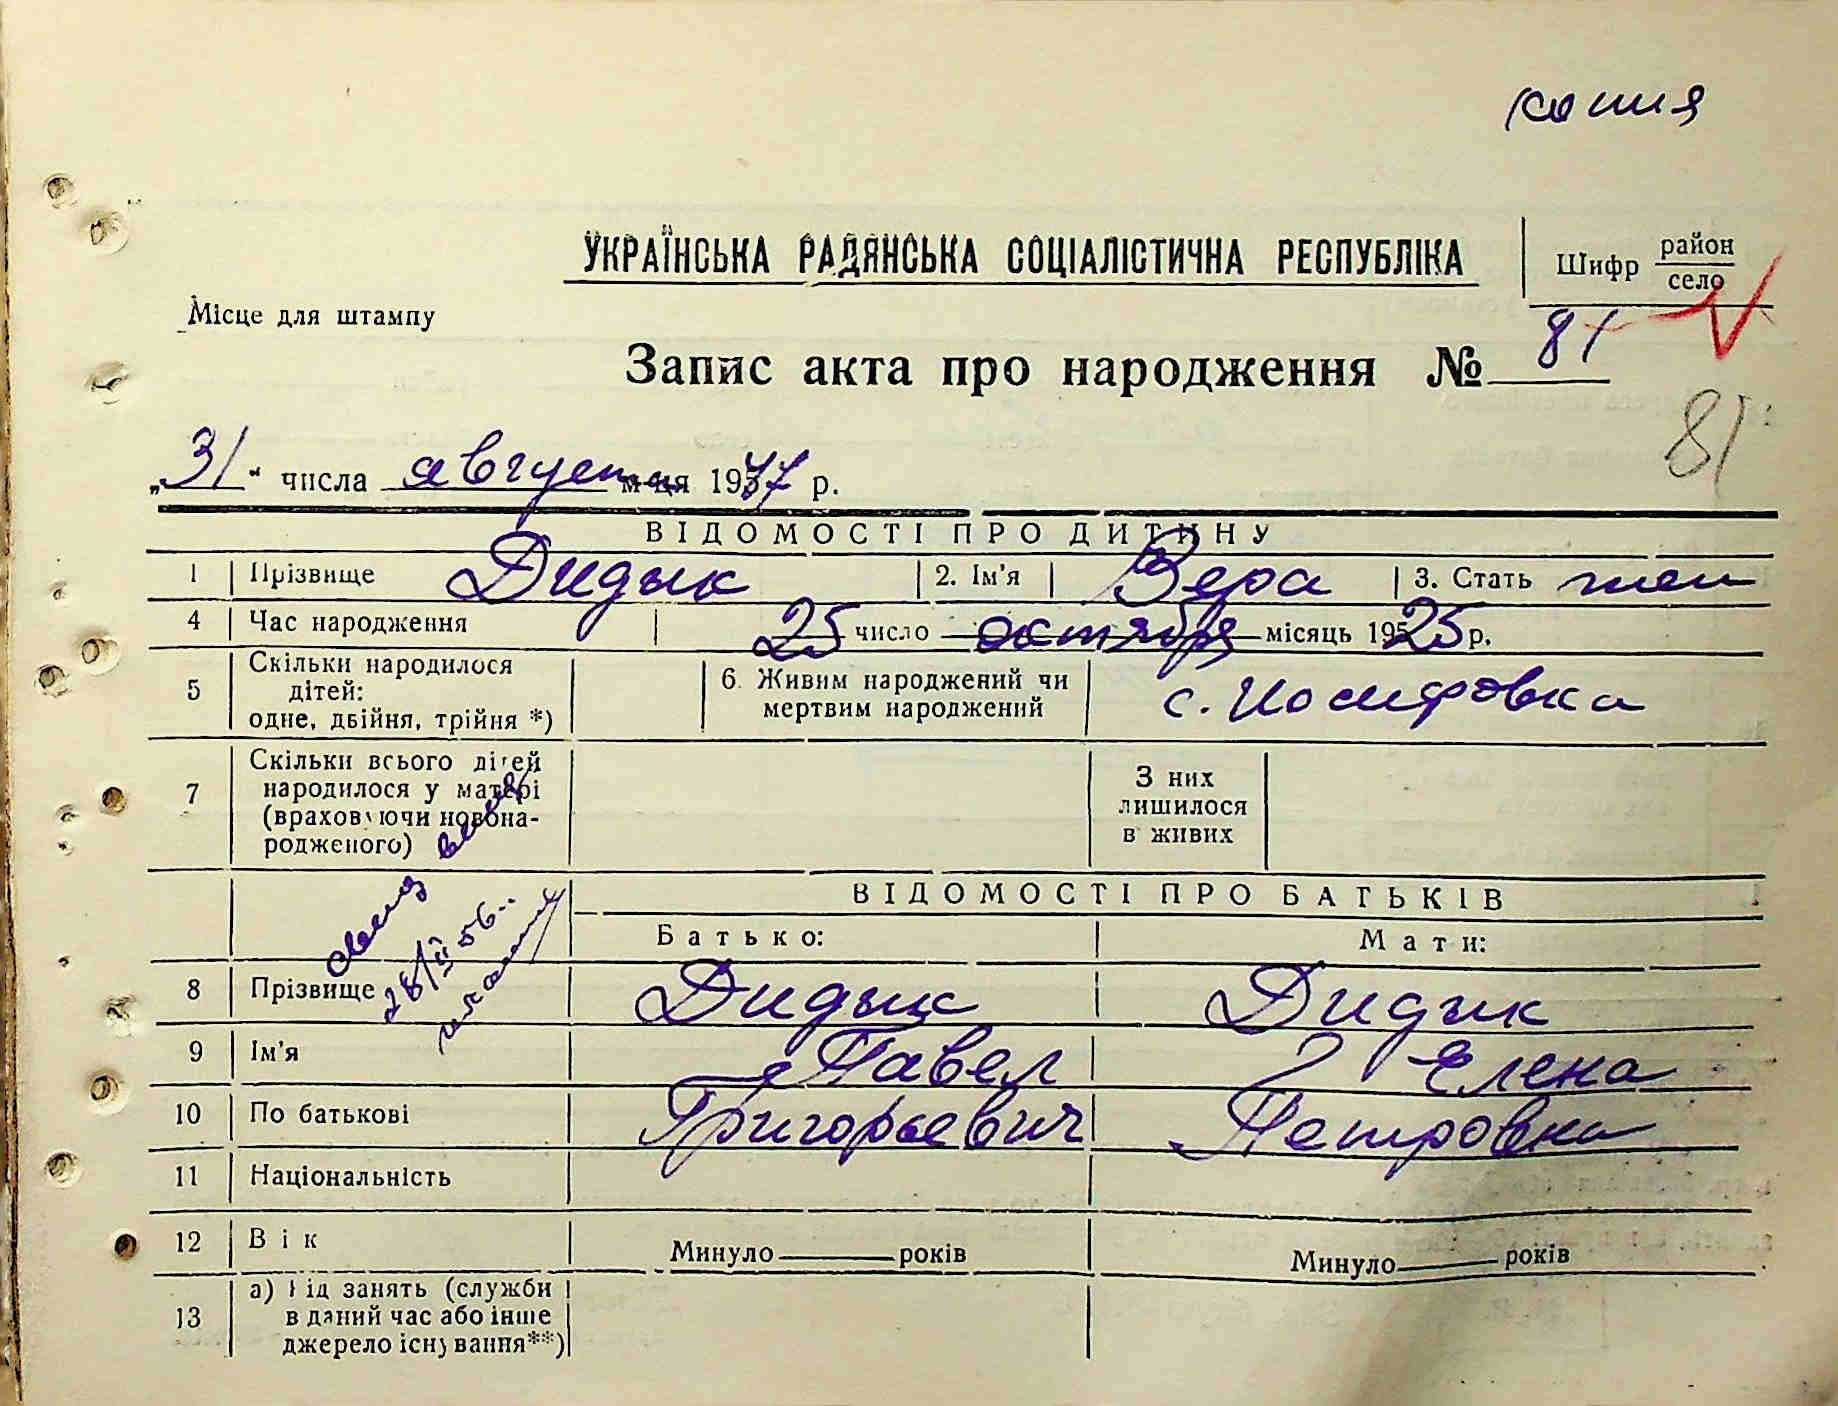 копия
УКРАЇНСЬКА РАДЯНСЬКА СОЦІАЛІСТИЧНА РЕСПУБЛІКА
Шифр район село
Місце для штампу
Запис акта про народження № 81
81
„31“ числа август м-ця 1937 р.
ВІДОМОСТІ ПРО ДИТИНУ
1 Прізвище Дидык 2. Ім'я Вера 3. Стать жен
4 Час народження 25 число октября місяць 1925 р.
5 Скільки народилося дітей: одне, двійня, трійня *) 6. Живим народжений чи мертвим народжений с. Иосиповка
7 Скільки всього дітей народилося у матері (враховуючи новонародженого) З них лишилося в живих
ВІДОМОСТІ ПРО БАТЬКІВ
Батько: Мати:
8 Прізвище Дидык Дидык
9 Ім'я Павел Елена
10 По батькові Григорьевич Петровна
11 Національність
12 Вік Минуло років Минуло років
13 а) Рід занять (служби в даний час або інше джерело існування**)